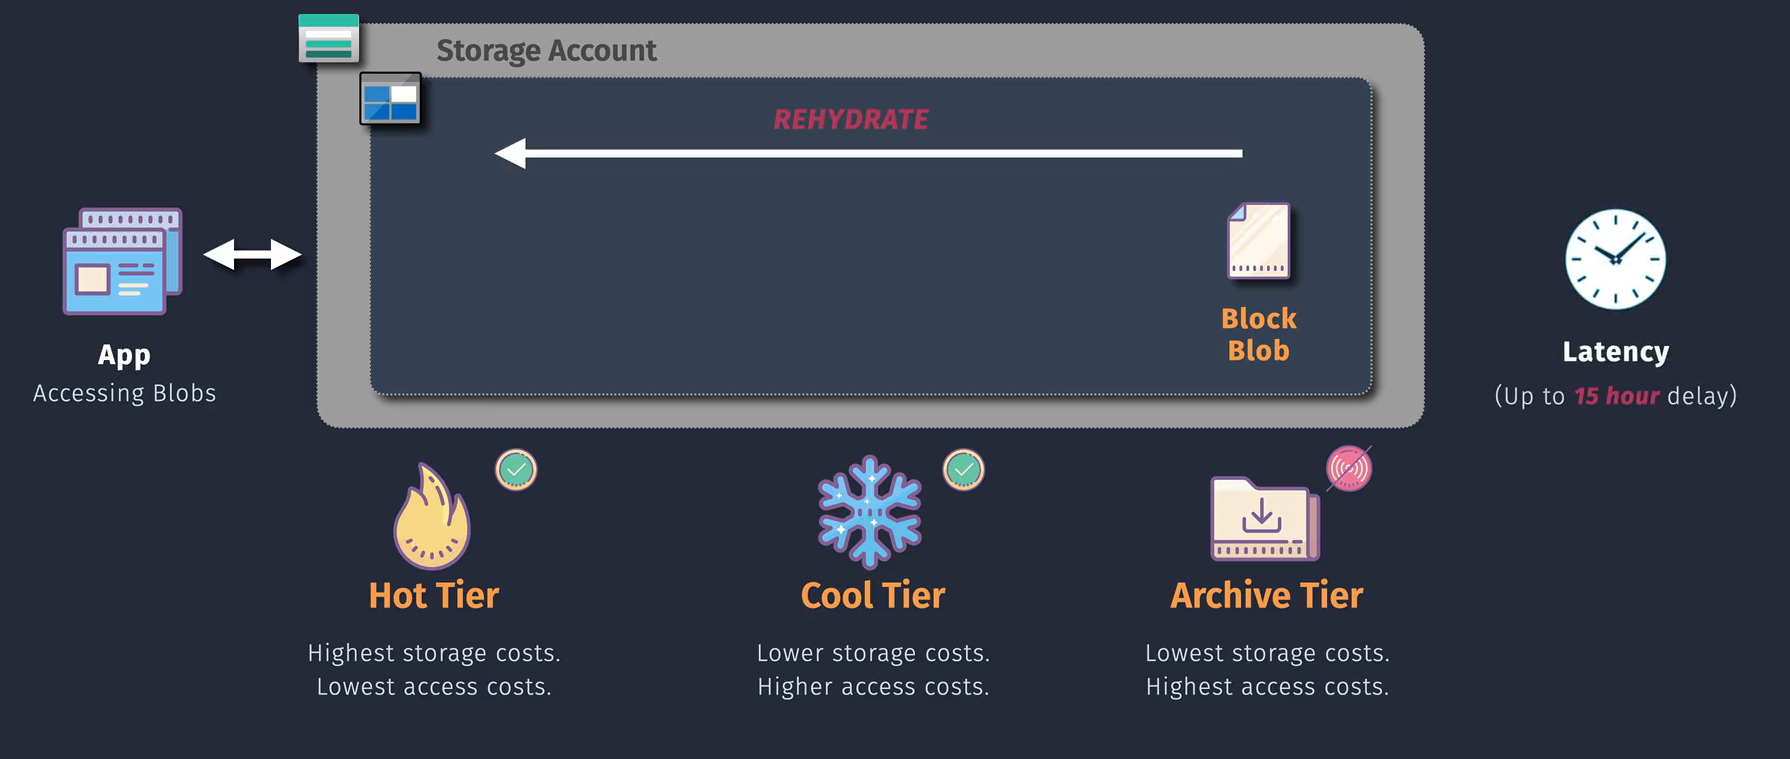 Storage Account
REHYDRATE
Block
Blob
App
Accessing Blobs
Latency
(Up to 15 hour delay)
Hot Tier
Highest storage costs.
Lowest access costs.
Cool Tier
Lower storage costs.
Higher access costs.
Archive Tier
Lowest storage costs.
Highest access costs.